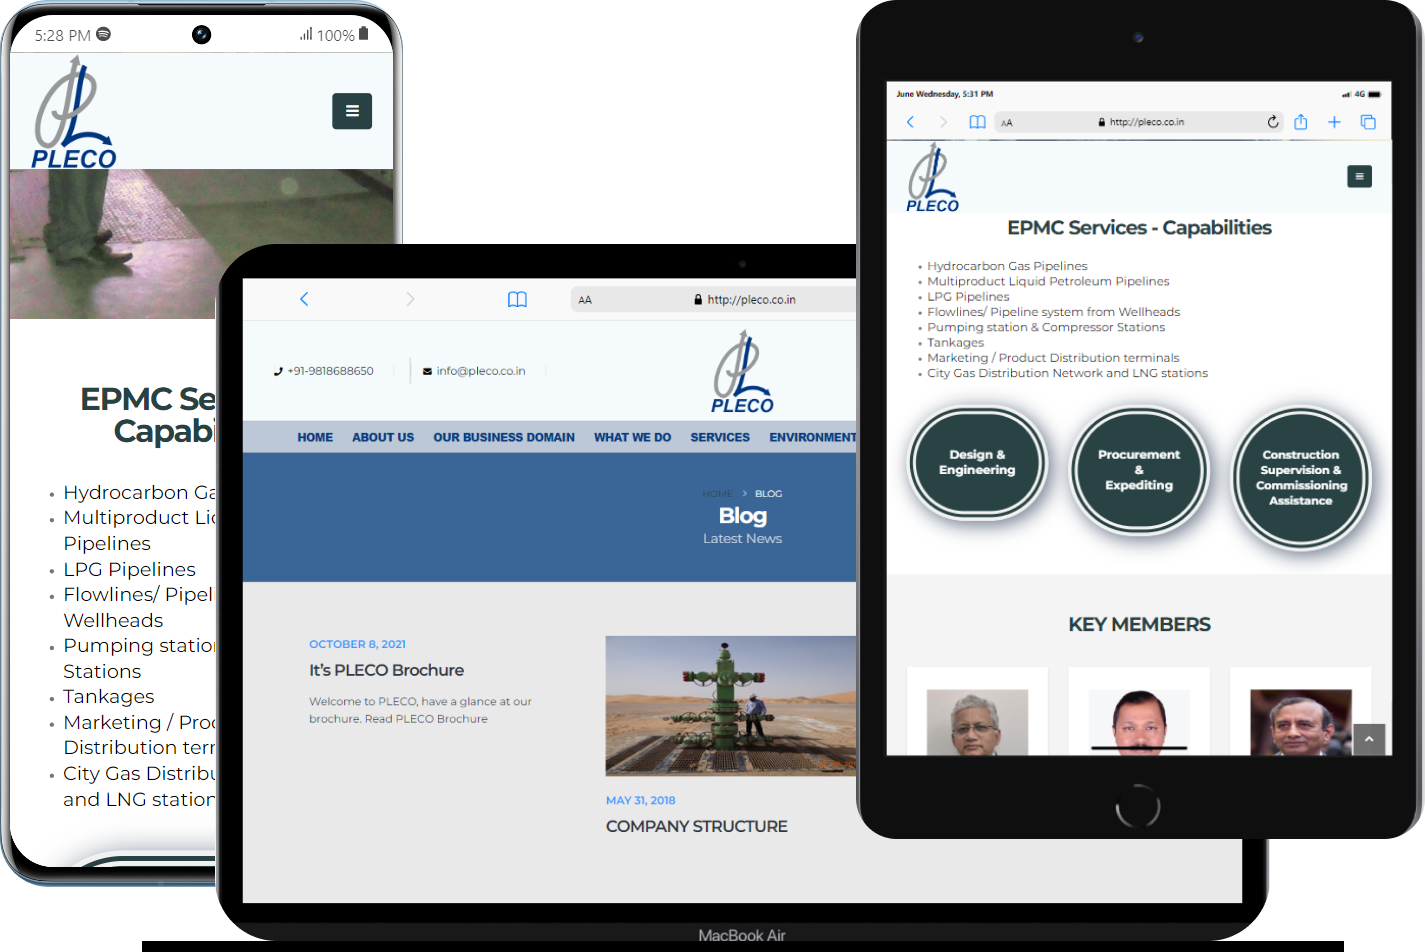 5:28 PM
100%
PLECO
EPMC Se
Capabi
Hydrocarbon Ga
Multiproduct Lic
Pipelines
LPG Pipelines
Flowlines/ Pipel
Wellheads
Pumping station
Stations
Tankages
Marketing / Prod
Distribution terr
City Gas Distribu
and LNG station
AA
http://pleco.co.in
+91-9818688650
info@pleco.co.in
PLECO
HOME ABOUT US OUR BUSINESS DOMAIN WHAT WE DO SERVICES ENVIRONMENT
HOME > BLOG
Blog
Latest News
OCTOBER 8, 2021
It's PLECO Brochure
Welcome to PLECO, have a glance at our
brochure. Read PLECO Brochure
MAY 31, 2018
COMPANY STRUCTURE
MacBook Air
June Wednesday, 5:31 PM
4G
AA
http://pleco.co.in
PLECO
EPMC Services - Capabilities
Hydrocarbon Gas Pipelines
Multiproduct Liquid Petroleum Pipelines
LPG Pipelines
Flowlines/ Pipeline system from Wellheads
Pumping station & Compressor Stations
Tankages
Marketing / Product Distribution terminals
City Gas Distribution Network and LNG stations
Design &
Engineering
Procurement
&
Expediting
Construction
Supervision &
Commissioning
Assistance
KEY MEMBERS